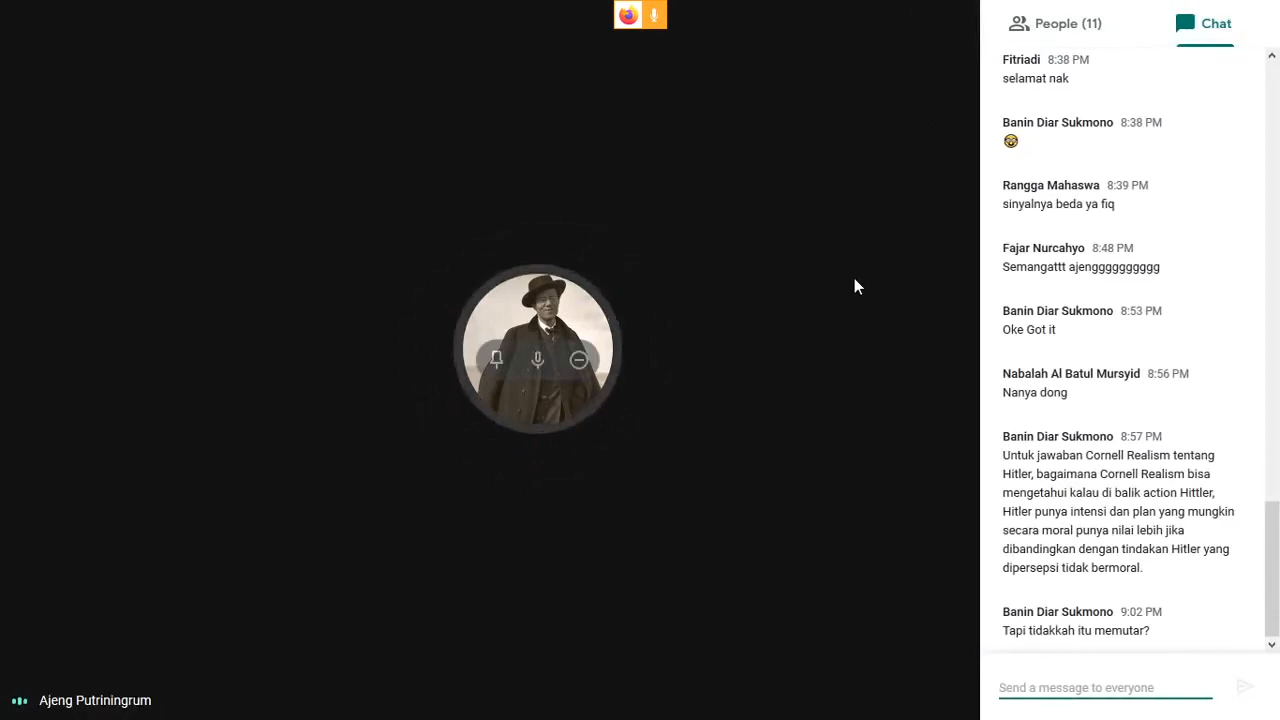 People (11)
Chat
Fitriadi 8:38 PM
selamat nak
Banin Diar Sukmono 8:38 PM
Rangga Mahaswa 8:39 PM
sinyalnya beda ya fiq
Fajar Nurcahyo 8:48 PM
Semangattt ajengggggggggg
Banin Diar Sukmono 8:53 PM
Oke Got it
Nabalah Al Batul Mursyid 8:56 PM
Nanya dong
Banin Diar Sukmono 8:57 PM
Untuk jawaban Cornell Realism tentang
Hitler, bagaimana Cornell Realism bisa
mengetahui kalau di balik action Hittler,
Hitler punya intensi dan plan yang mungkin
secara moral punya nilai lebih jika
dibandingkan dengan tindakan Hitler yang
dipersepsi tidak bermoral.
Banin Diar Sukmono 9:02 PM
Tapi tidakkah itu memutar?
Send a message to everyone
Ajeng Putriningrum